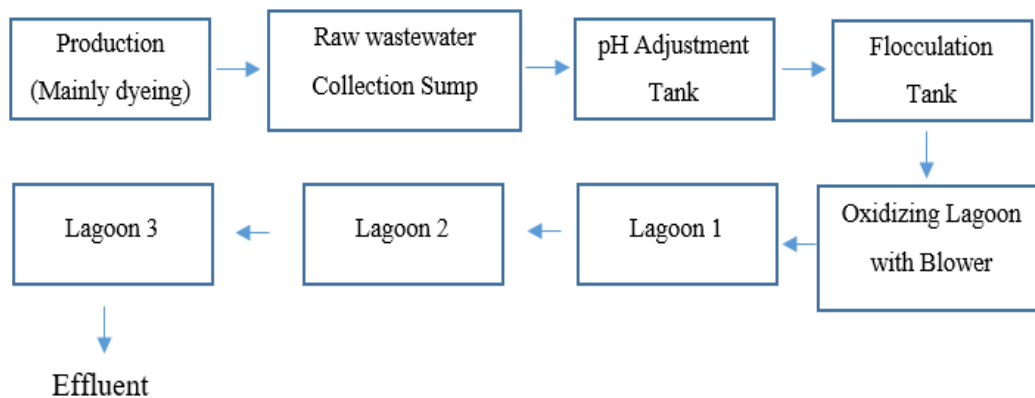 Production
(Mainly dyeing)
Raw wastewater
Collection Sump
pH Adjustment
Tank
Flocculation
Tank
Oxidizing Lagoon
with Blower
Lagoon 1
Lagoon 2
Lagoon 3
Effluent